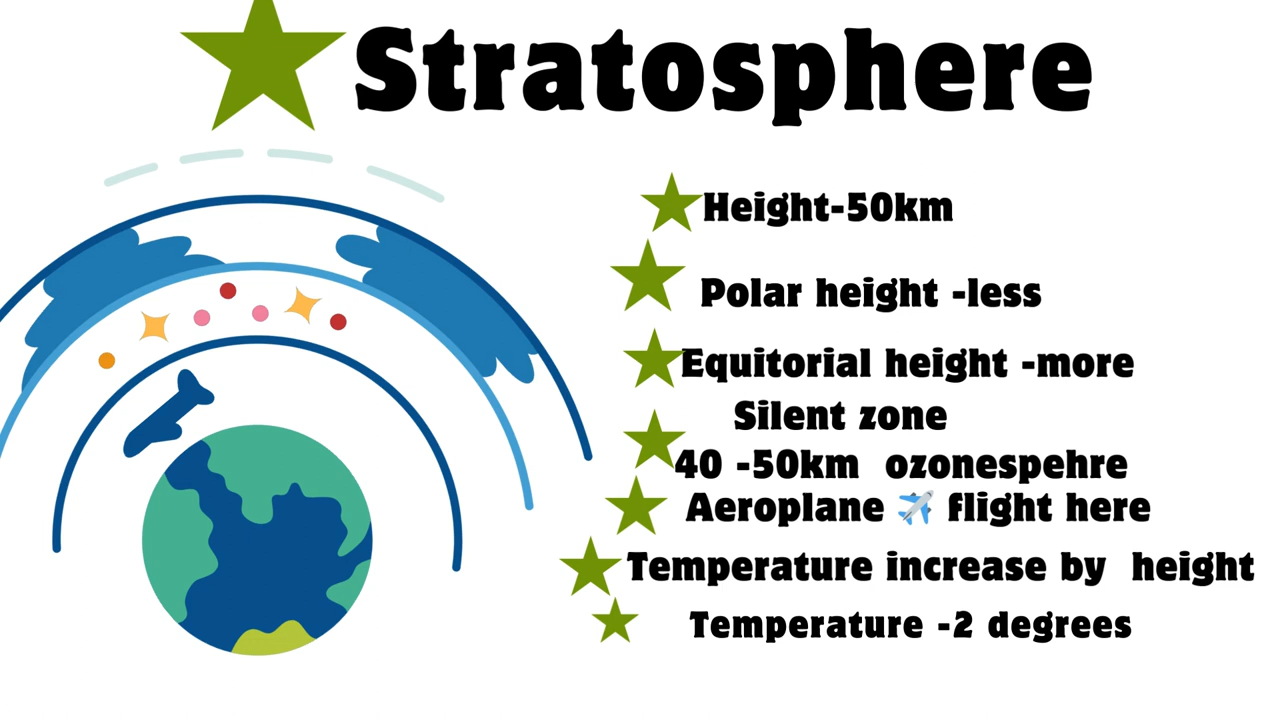 Stratosphere
Height-50km
Polar height -less
Equitorial height -more
Silent zone
40 -50km ozonespehre
Aeroplane ✈️ flight here
Temperature increase by height
Temperature -2 degrees